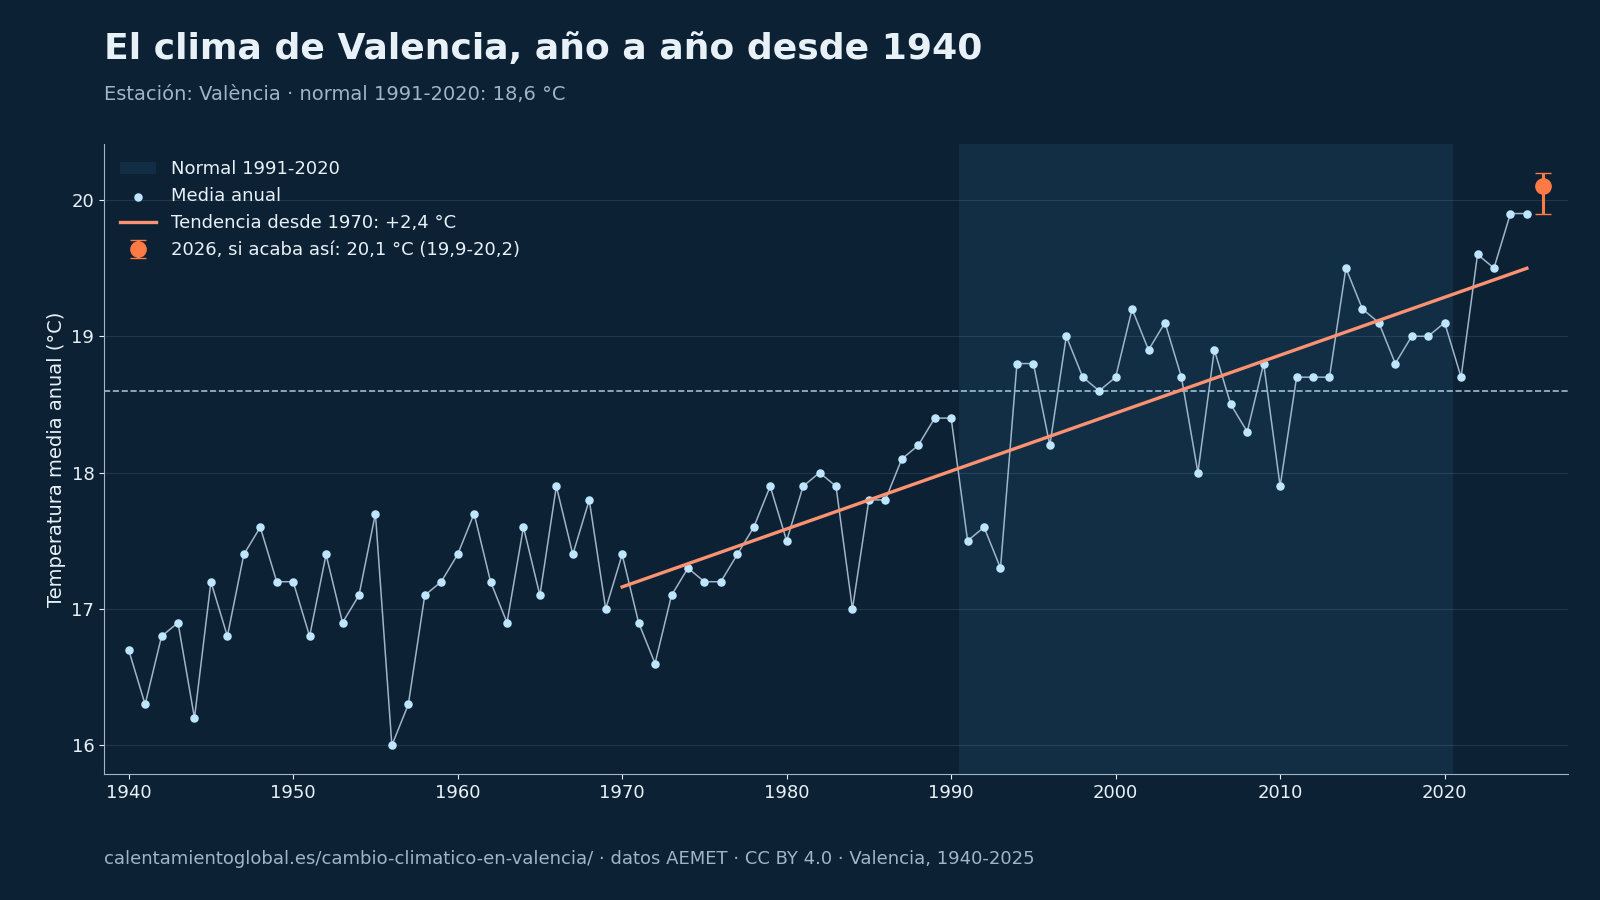 El clima de Valencia, año a año desde 1940
Estación: València · normal 1991-2020: 18,6 °C
Normal 1991-2020
Media anual
Tendencia desde 1970: +2,4 °C
2026, si acaba así: 20,1 °C (19,9-20,2)
Temperatura media anual (°C)
20
19
18
17
16
1940 1950 1960 1970 1980 1990 2000 2010 2020
calentamientoglobal.es/cambio-climatico-en-valencia/ · datos AEMET · CC BY 4.0 · Valencia, 1940-2025